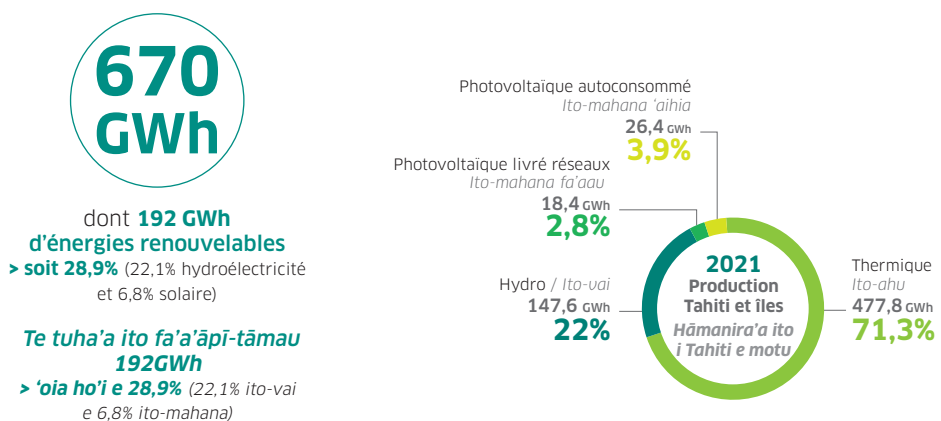 670
GWh
dont 192 GWh
d'énergies renouvelables
> soit 28,9% (22,1% hydroélectricité
et 6,8% solaire)
Te tuha'a ito fa'a'āpī-tāmau
192GWh
> 'oia ho'i e 28,9% (22,1% ito-vai
e 6,8% ito-mahana)
Photovoltaïque autoconsommé
Ito-mahana 'aihia
26,4 GWh
3,9%
Photovoltaïque livré réseaux
Ito-mahana fa'aau
18,4 GWh
2,8%
Hydro / Ito-vai
147,6 GWh
22%
2021
Production
Tahiti et îles
Hāmanira'a ito
i Tahiti e motu
Thermique
Ito-ahu
477,8 GWh
71,3%